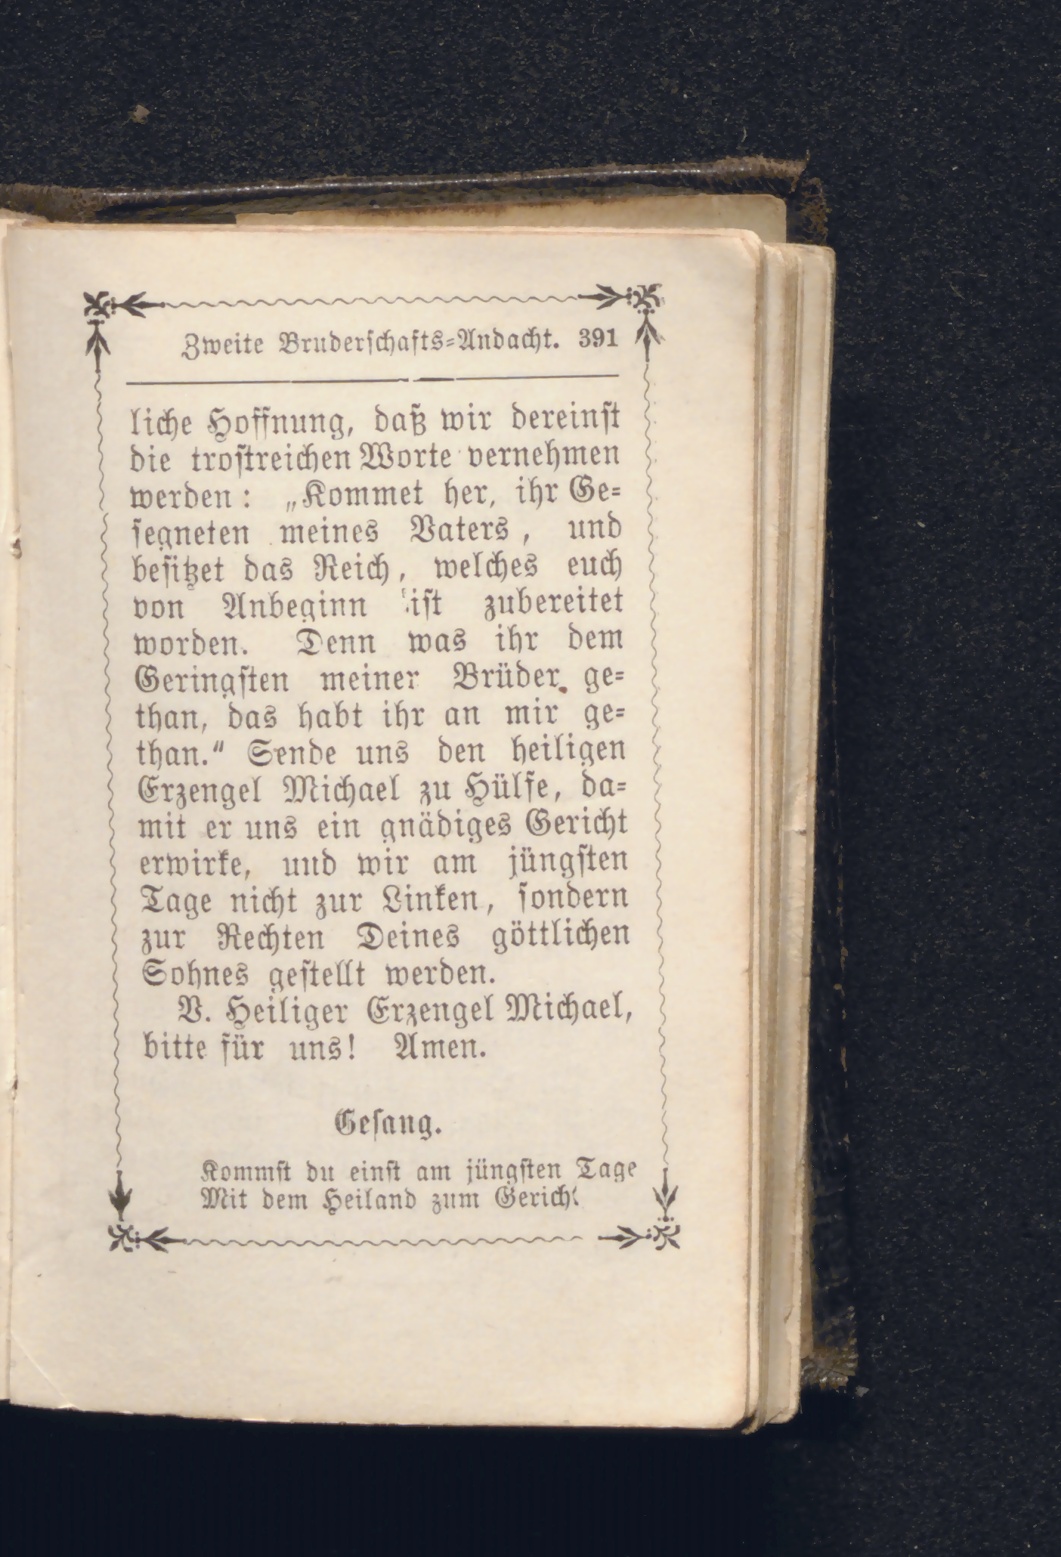 Zweite Bruderschafts-Andacht. 391
liche Hoffnung, daß wir dereinst
die trostreichen Worte vernehmen
werden: „Kommet her, ihr Ge-
segneten meines Vaters, und
besitzet das Reich, welches euch
von Anbeginn ist zubereitet
worden. Denn was ihr dem
Geringsten meiner Brüder ge-
than, das habt ihr an mir ge-
than.“ Sende uns den heiligen
Erzengel Michael zu Hülfe, da-
mit er uns ein gnädiges Gericht
erwirke, und wir am jüngsten
Tage nicht zur Linken, sondern
zur Rechten Deines göttlichen
Sohnes gestellt werden.
V. Heiliger Erzengel Michael,
bitte für uns! Amen.
Gesang.
Kommst du einst am jüngsten Tage
Mit dem Heiland zum Gericht